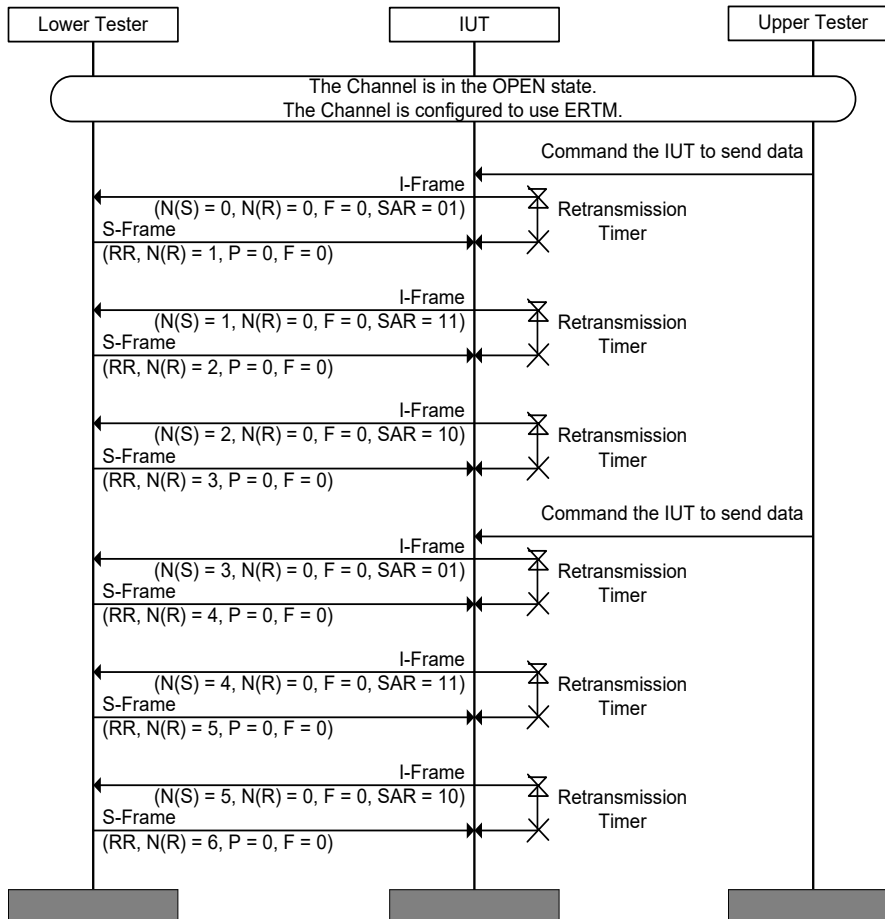 Lower Tester
IUT
Upper Tester
The Channel is in the OPEN state.
The Channel is configured to use ERTM.
Command the IUT to send data
I-Frame
(N(S) = 0, N(R) = 0, F = 0, SAR = 01)
Retransmission
Timer
S-Frame
(RR, N(R) = 1, P = 0, F = 0)
I-Frame
(N(S) = 1, N(R) = 0, F = 0, SAR = 11)
Retransmission
Timer
S-Frame
(RR, N(R) = 2, P = 0, F = 0)
I-Frame
(N(S) = 2, N(R) = 0, F = 0, SAR = 10)
Retransmission
Timer
S-Frame
(RR, N(R) = 3, P = 0, F = 0)
Command the IUT to send data
I-Frame
(N(S) = 3, N(R) = 0, F = 0, SAR = 01)
Retransmission
Timer
S-Frame
(RR, N(R) = 4, P = 0, F = 0)
I-Frame
(N(S) = 4, N(R) = 0, F = 0, SAR = 11)
Retransmission
Timer
S-Frame
(RR, N(R) = 5, P = 0, F = 0)
I-Frame
(N(S) = 5, N(R) = 0, F = 0, SAR = 10)
Retransmission
Timer
S-Frame
(RR, N(R) = 6, P = 0, F = 0)